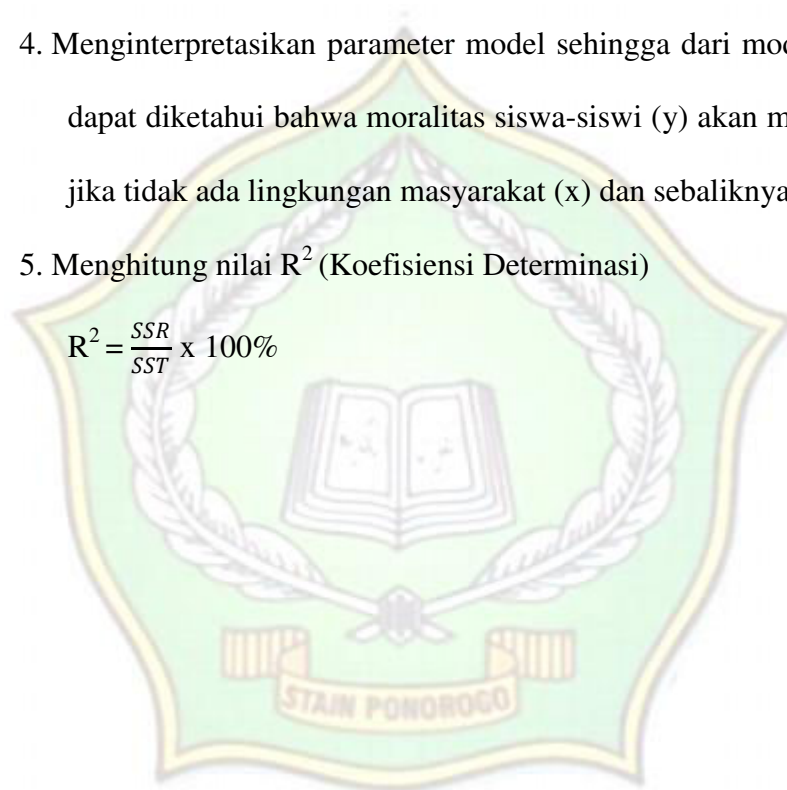 4. Menginterpretasikan parameter model sehingga dari
dapat diketahui bahwa moralitas siswa-siswi (y) akan
jika tidak ada lingkungan masyarakat (x) dan sebaliknya
5. Menghitung nilai R² (Koefisiensi Determinasi)
R² = SSR/SST x 100%
STAIN PONOROGO